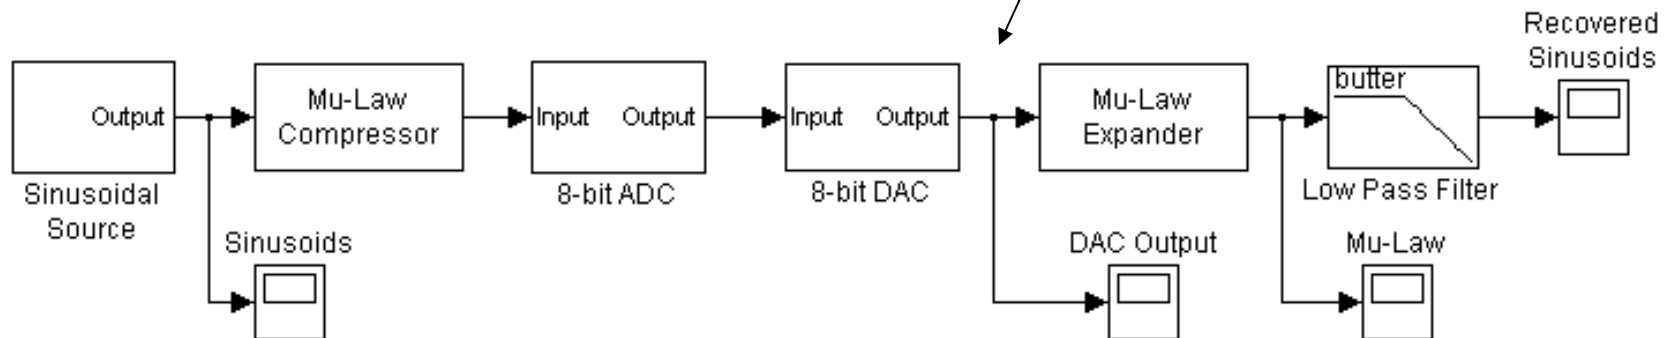 Recovered
Sinusoids
Output
Mu-Law
Compressor
Input Output
Input Output
Mu-Law
Expander
butter
Sinusoidal
Source
8-bit ADC
8-bit DAC
Low Pass Filter
Sinusoids
DAC Output
Mu-Law